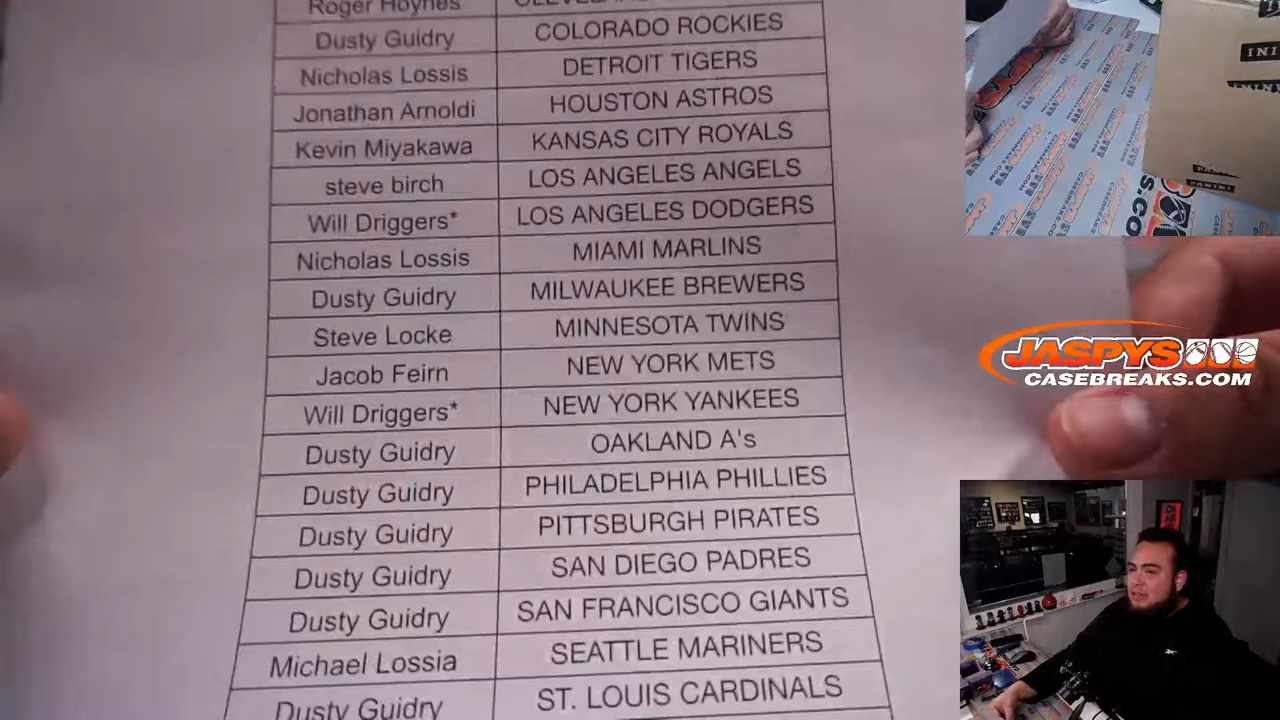 Roger Hoynes CLEVELAND
Dusty Guidry COLORADO ROCKIES
Nicholas Lossis DETROIT TIGERS
Jonathan Arnoldi HOUSTON ASTROS
Kevin Miyakawa KANSAS CITY ROYALS
steve birch LOS ANGELES ANGELS
Will Driggers* LOS ANGELES DODGERS
Nicholas Lossis MIAMI MARLINS
Dusty Guidry MILWAUKEE BREWERS
Steve Locke MINNESOTA TWINS
Jacob Feirn NEW YORK METS
Will Driggers* NEW YORK YANKEES
Dusty Guidry OAKLAND A's
Dusty Guidry PHILADELPHIA PHILLIES
Dusty Guidry PITTSBURGH PIRATES
Dusty Guidry SAN DIEGO PADRES
Dusty Guidry SAN FRANCISCO GIANTS
Michael Lossia SEATTLE MARINERS
Dusty Guidry ST. LOUIS CARDINALS
JASPYS
CASEBREAKS.COM
PANINI